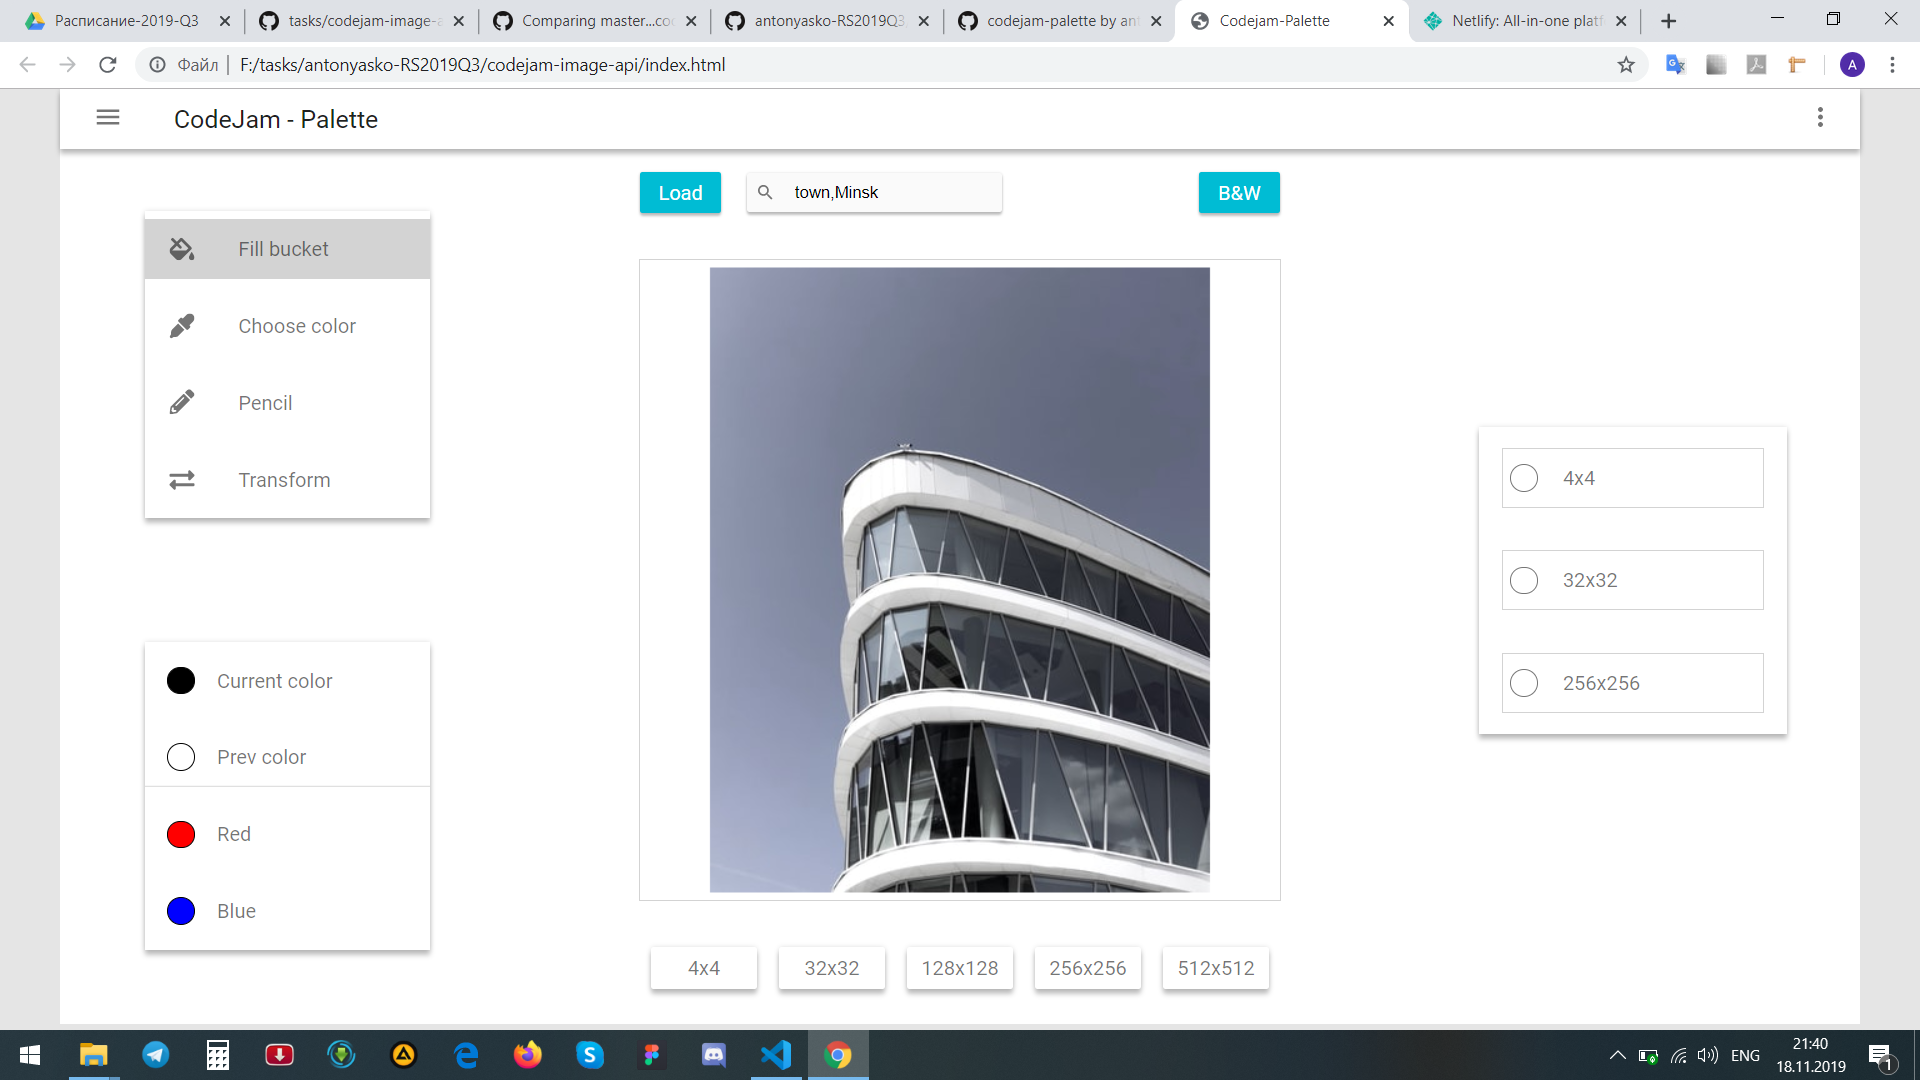 Расписание-2019-Q3
tasks/codejam-image-a
Comparing master...co
antonyasko-RS2019Q3
codejam-palette by an
Codejam-Palette
Netlify: All-in-one platf
Файл
F:/tasks/antonyasko-RS2019Q3/codejam-image-api/index.html
A
CodeJam - Palette
Load
town,Minsk
B&W
Fill bucket
Choose color
Pencil
Transform
4x4
32x32
256x256
Current color
Prev color
Red
Blue
4x4
32x32
128x128
256x256
512x512
ENG
21:40
18.11.2019
1